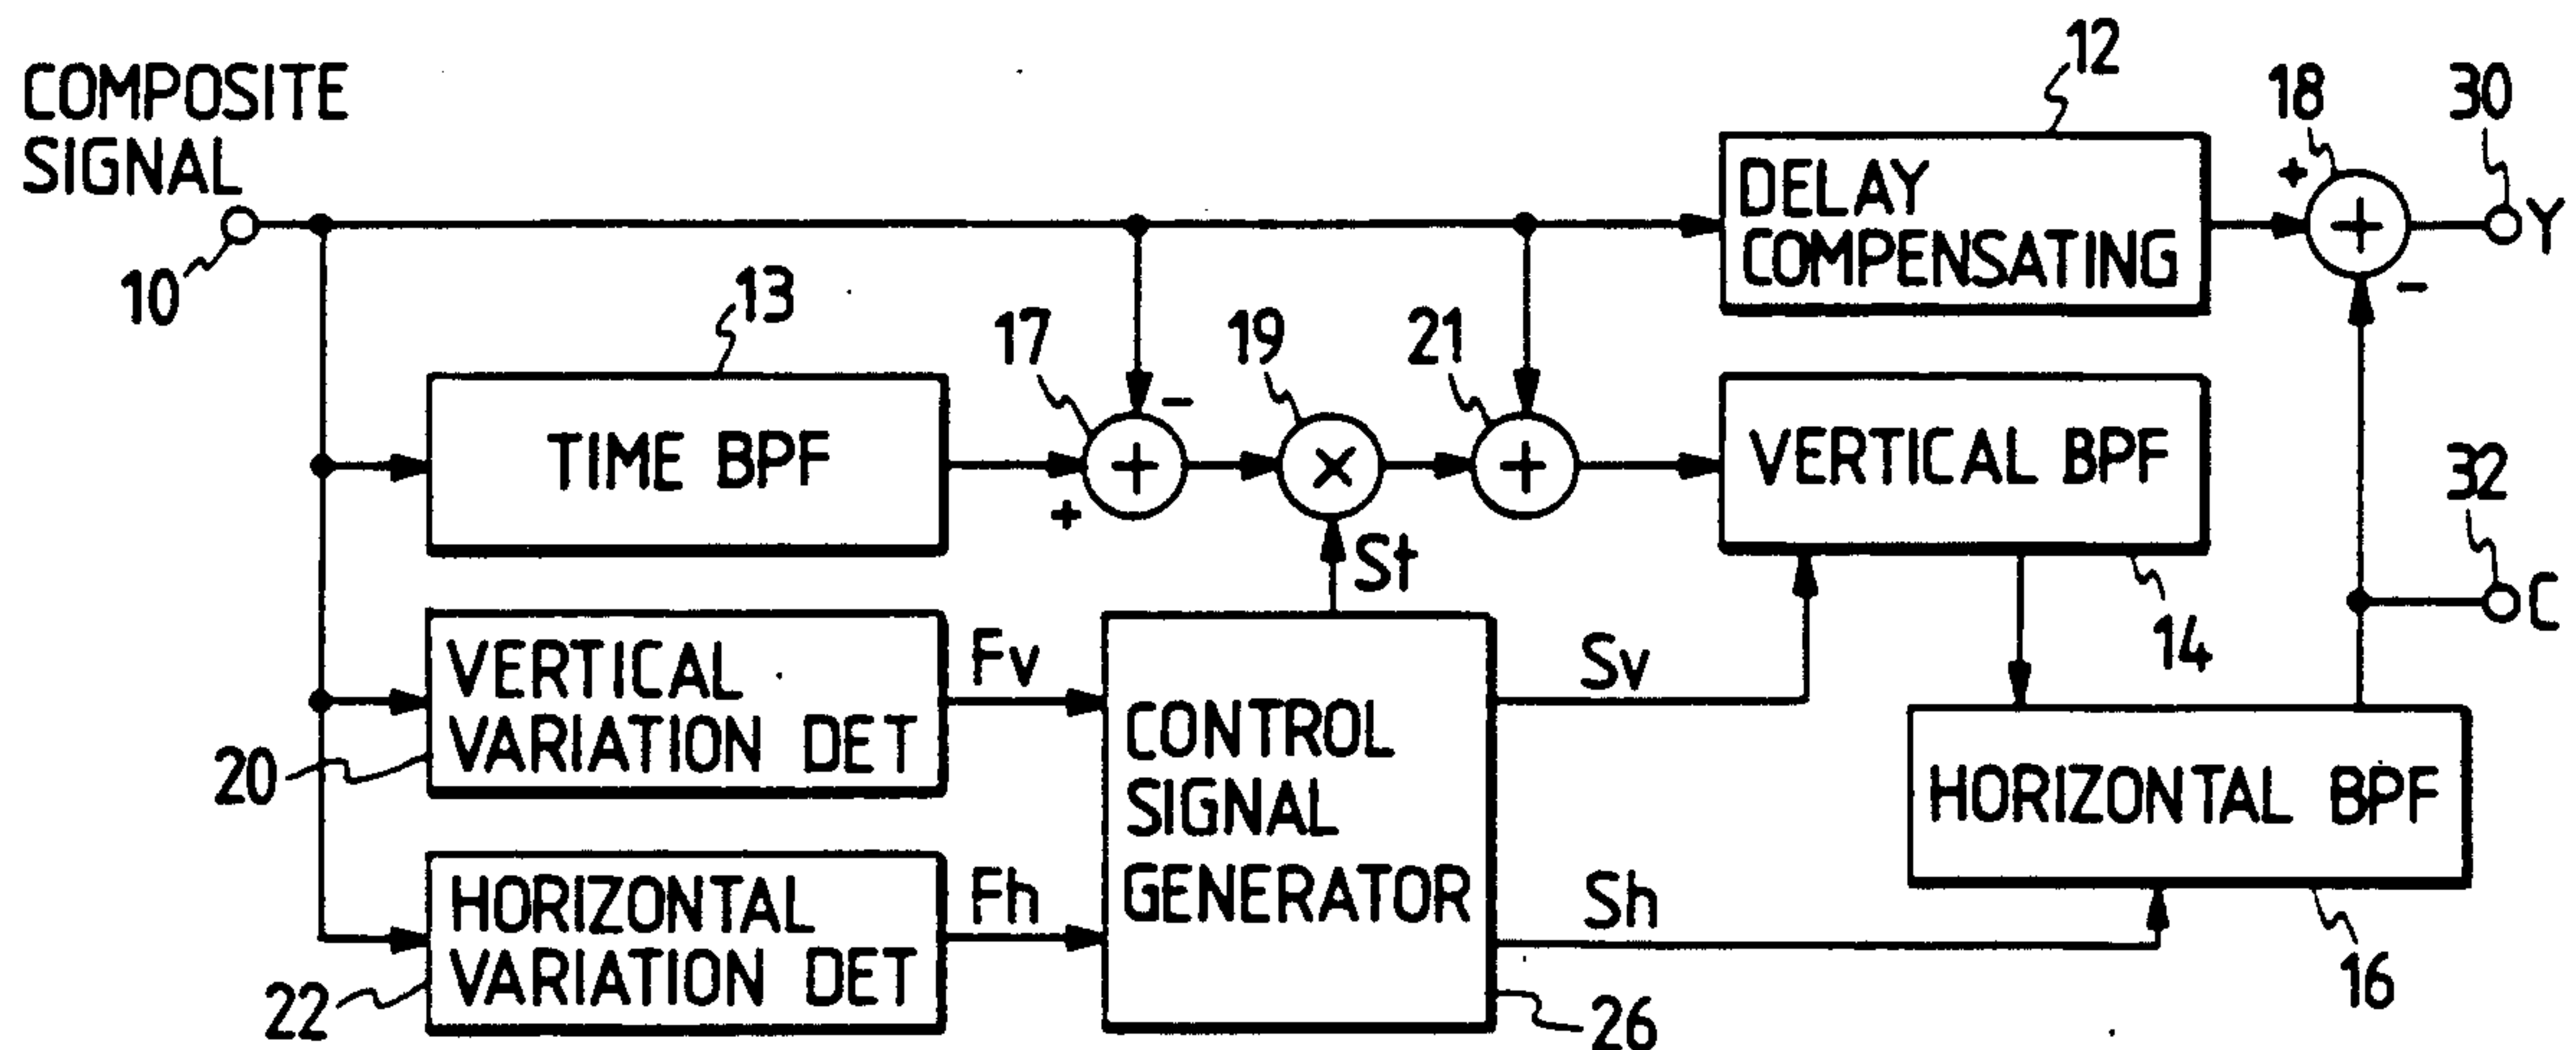 COMPOSITE
SIGNAL
10
12
18
30
+
DELAY
COMPENSATING
+
-
Y
13
17
19
21
TIME BPF
-
+
+
×
+
VERTICAL BPF
32
C
St
14
VERTICAL
VARIATION DET
20
Fv
CONTROL
SIGNAL
GENERATOR
Sv
HORIZONTAL BPF
HORIZONTAL
VARIATION DET
22
Fh
Sh
16
26